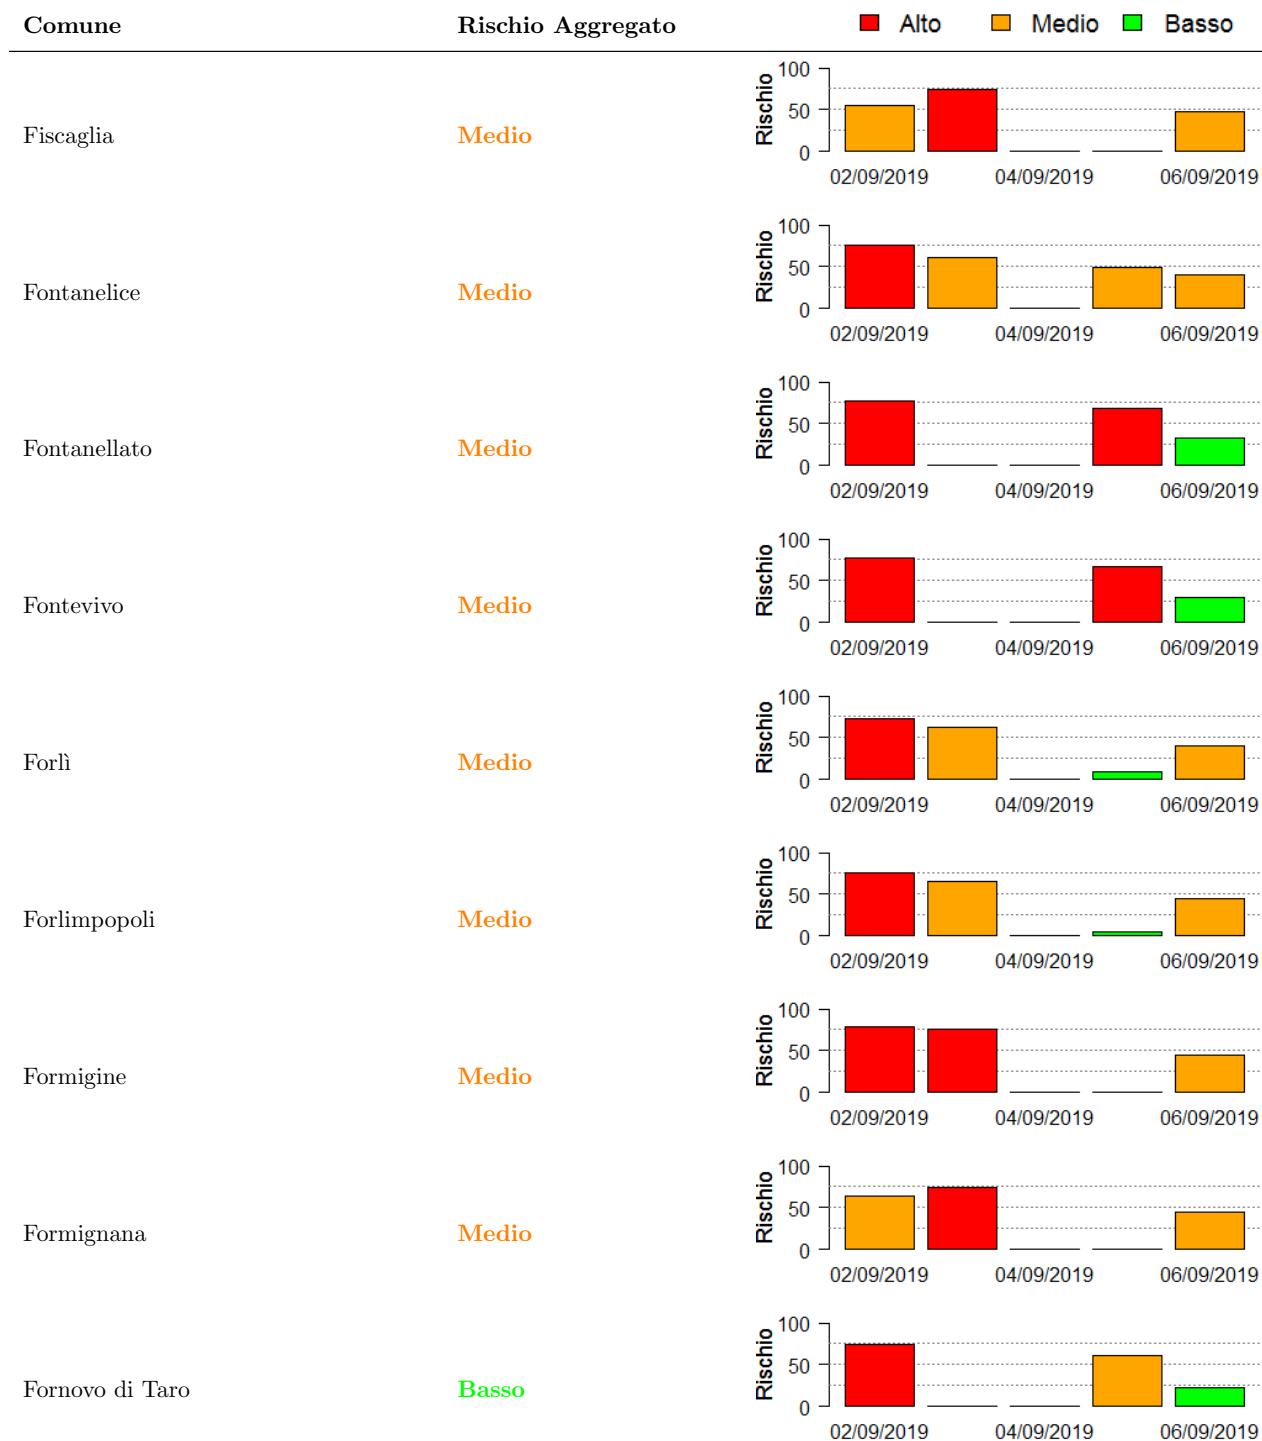 Comune Rischio Aggregato Alto Medio Basso
100
50
0
Rischio
Fiscaglia Medio
02/09/2019 04/09/2019 06/09/2019
100
50
0
Rischio
Fontanelice Medio
02/09/2019 04/09/2019 06/09/2019
100
50
0
Rischio
Fontanellato Medio
02/09/2019 04/09/2019 06/09/2019
100
50
0
Rischio
Fontevivo Medio
02/09/2019 04/09/2019 06/09/2019
100
50
0
Rischio
Forlì Medio
02/09/2019 04/09/2019 06/09/2019
100
50
0
Rischio
Forlimpopoli Medio
02/09/2019 04/09/2019 06/09/2019
100
50
0
Rischio
Formigine Medio
02/09/2019 04/09/2019 06/09/2019
100
50
0
Rischio
Formignana Medio
02/09/2019 04/09/2019 06/09/2019
100
50
0
Rischio
Fornovo di Taro Basso
02/09/2019 04/09/2019 06/09/2019